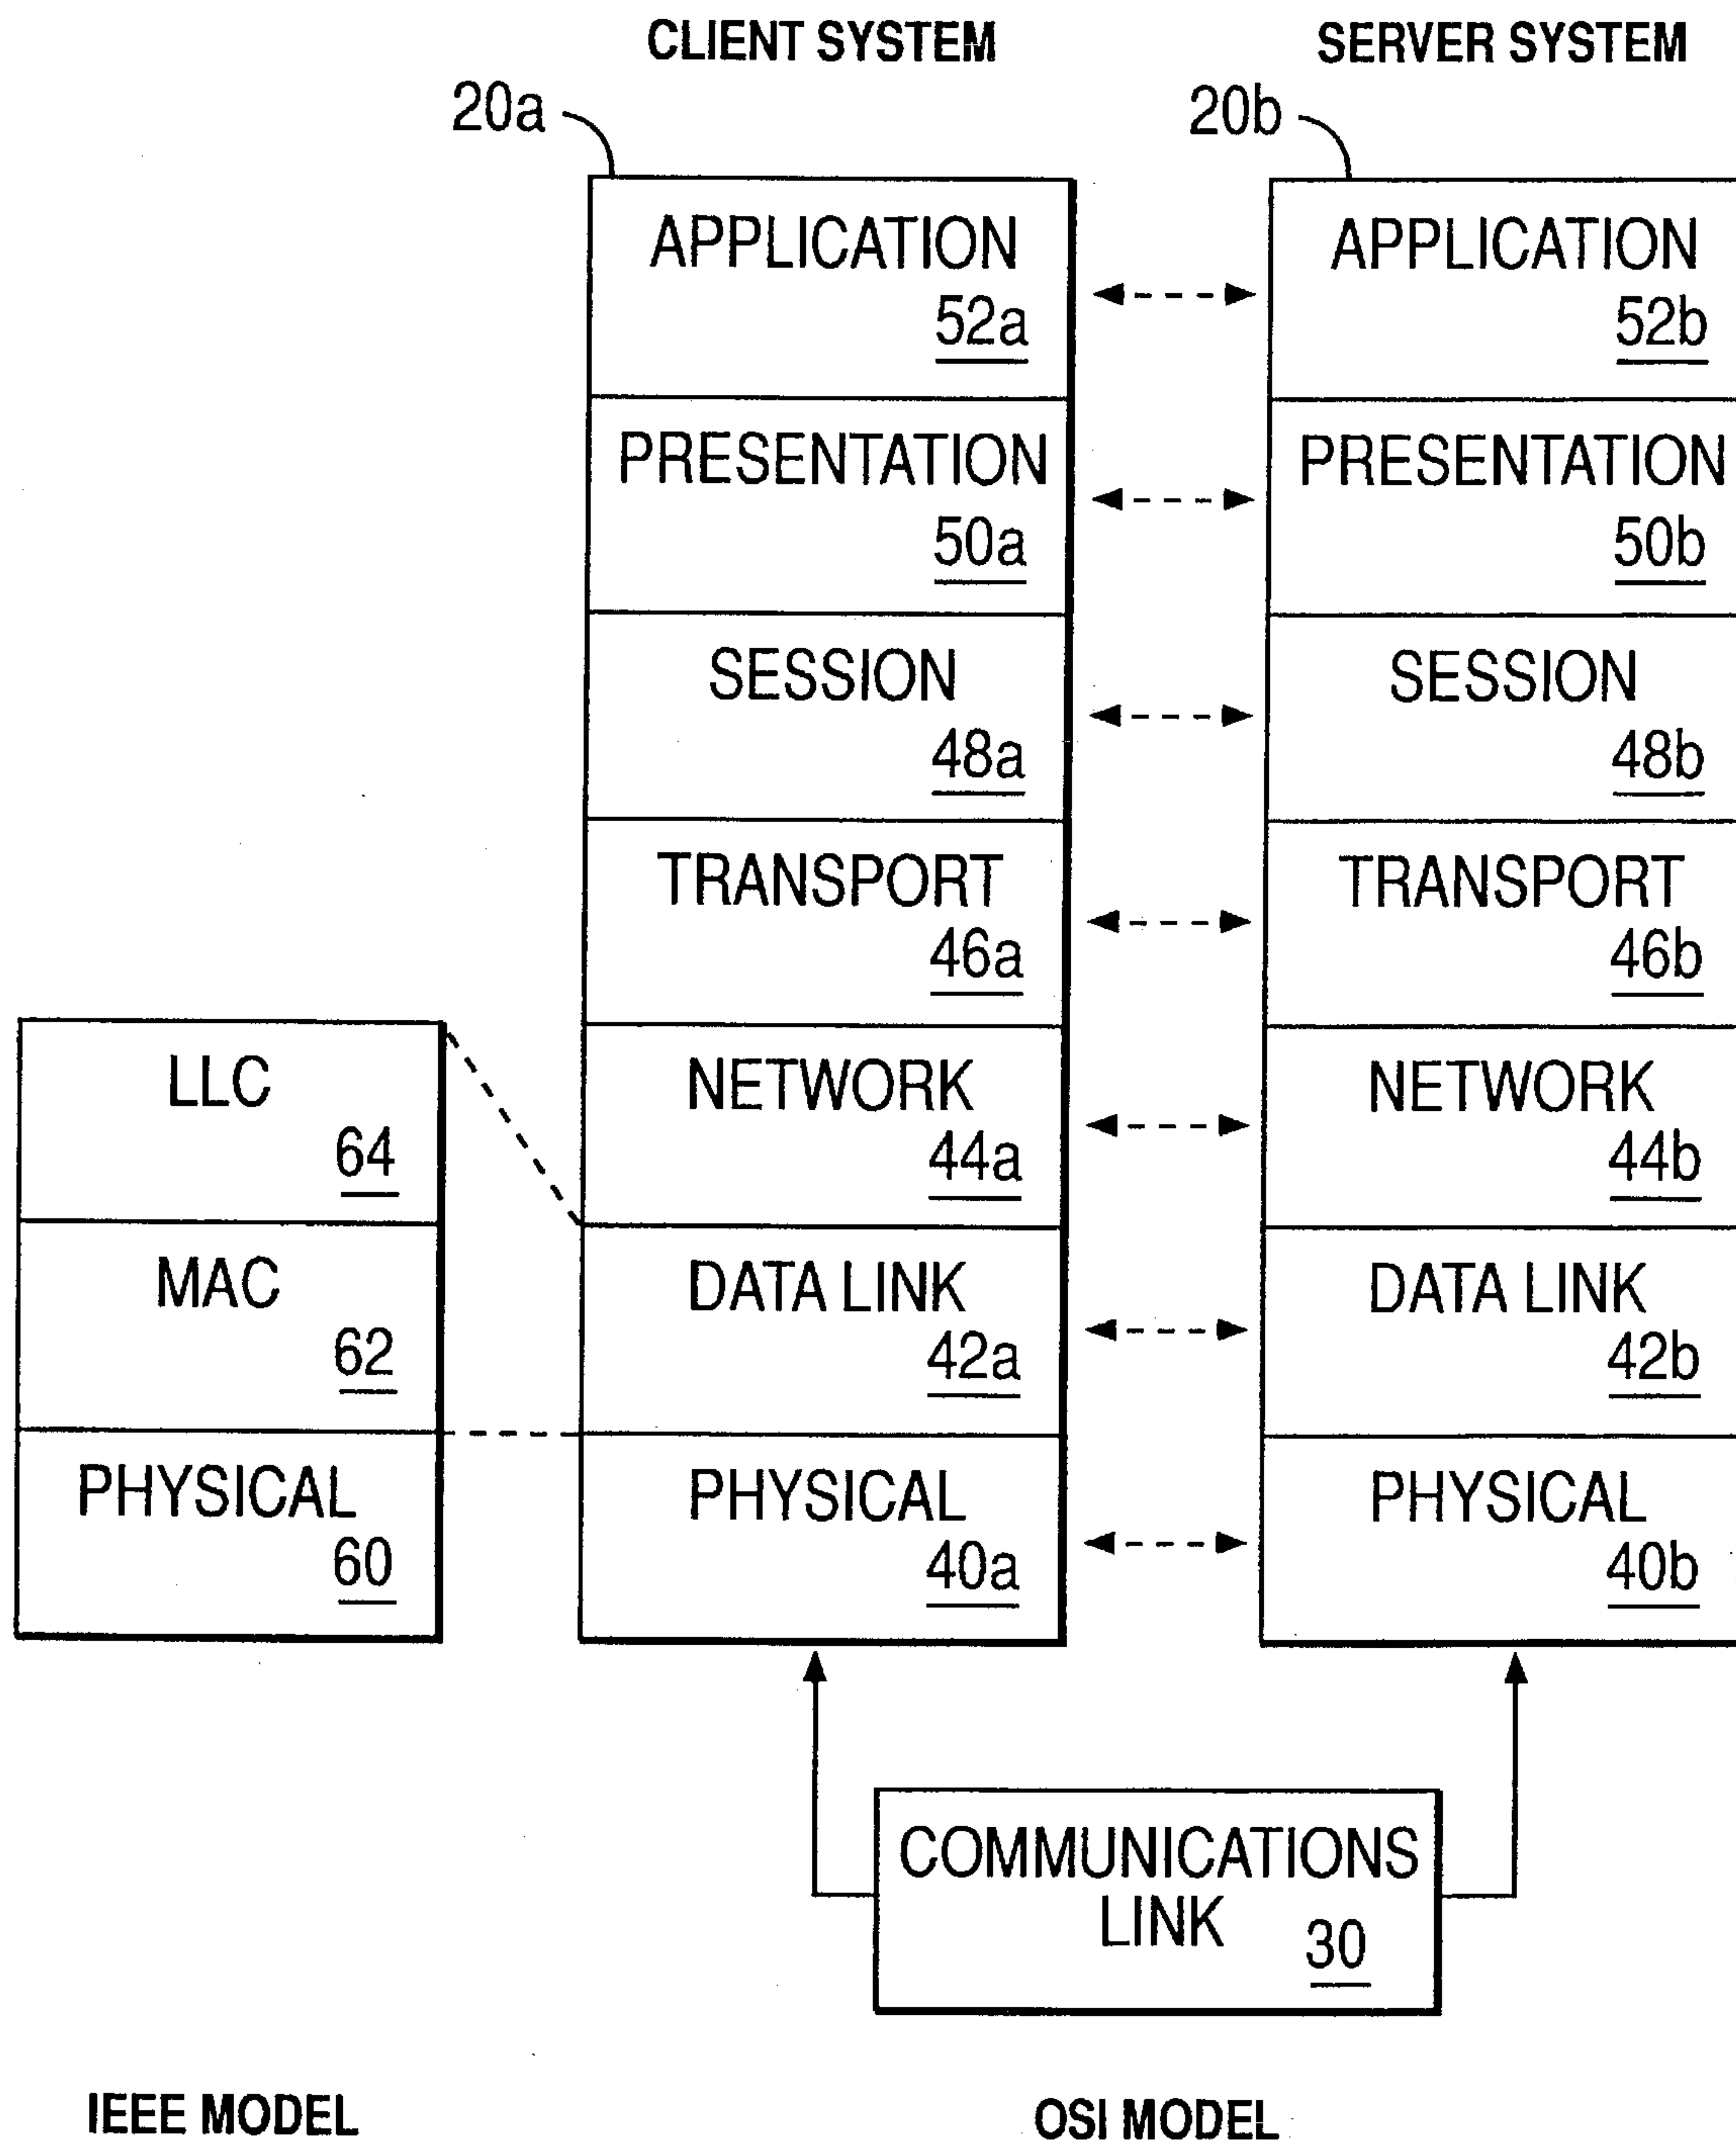 CLIENT SYSTEM
SERVER SYSTEM
20a
20b
APPLICATION
52a
APPLICATION
52b
PRESENTATION
50a
PRESENTATION
50b
SESSION
48a
SESSION
48b
TRANSPORT
46a
TRANSPORT
46b
LLC
64
NETWORK
44a
NETWORK
44b
MAC
62
DATA LINK
42a
DATA LINK
42b
PHYSICAL
60
PHYSICAL
40a
PHYSICAL
40b
COMMUNICATIONS
LINK 30
IEEE MODEL
OSI MODEL